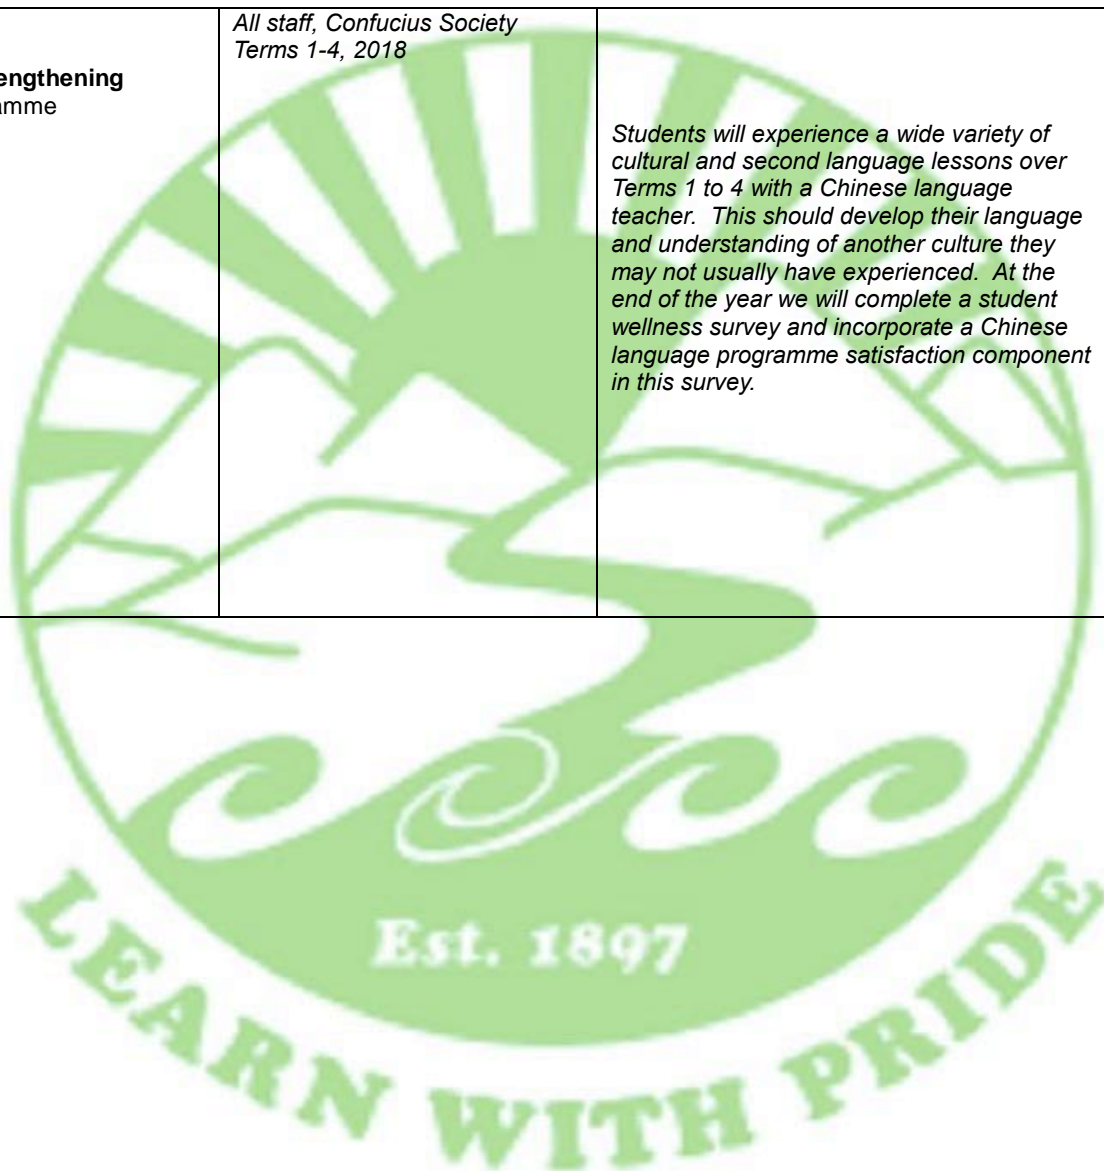 All staff, Confucius Society
Terms 1-4, 2018
Students will experience a wide variety of
cultural and second language lessons over
Terms 1 to 4 with a Chinese language
teacher.  This should develop their language
and understanding of another culture they
may not usually have experienced.  At the
end of the year we will complete a student
wellness survey and incorporate a Chinese
language programme satisfaction component
in this survey.
Est. 1897
LEARN WITH PRIDE